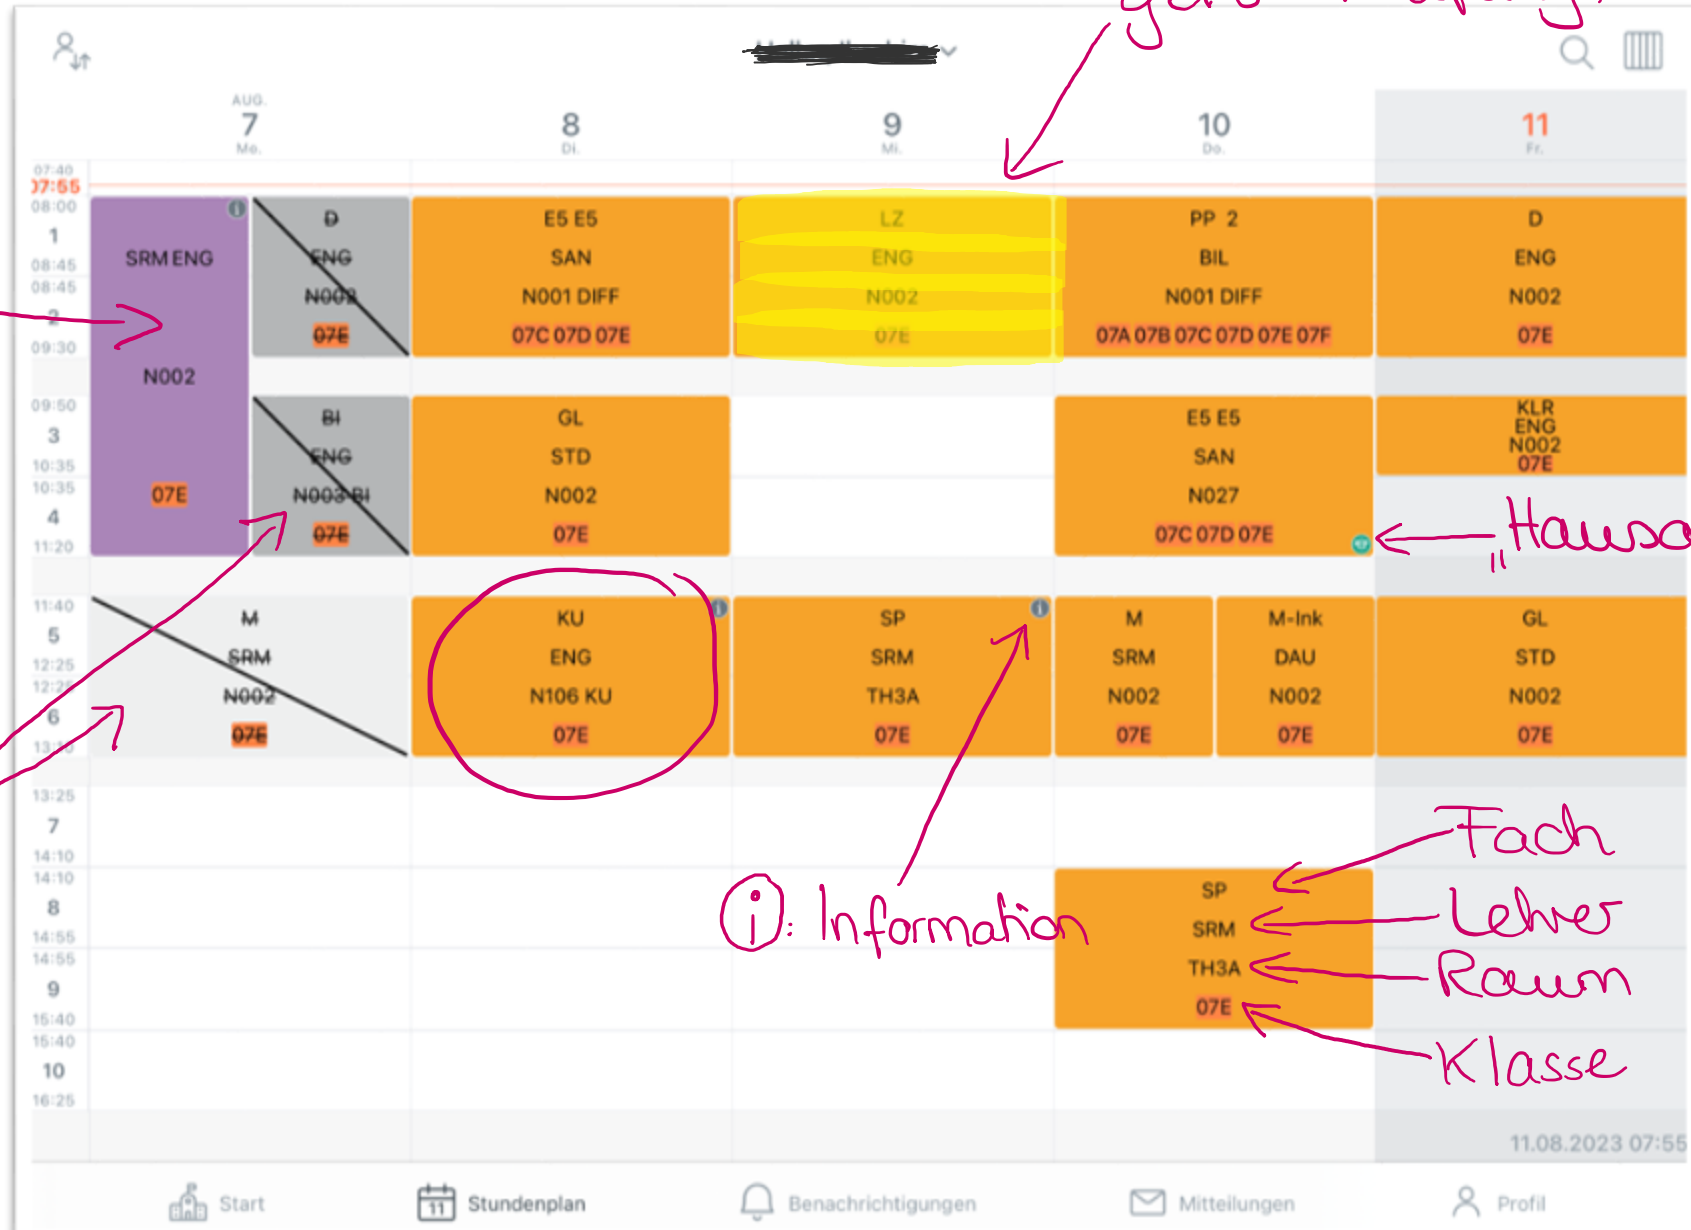 AUG.
7 8 9 10 11
Mo. Di. Mi. Do. Fr.
07:40
07:55
08:00
1
08:45
08:45
2
09:30
SRM ENG
N002
07E
D
ENG
N002
07E
E5 E5
SAN
N001 DIFF
07C 07D 07E
LZ
ENG
N002
07E
PP 2
BIL
N001 DIFF
07A 07B 07C 07D 07E 07F
D
ENG
N002
07E
09:50
3
10:35
10:35
4
11:20
BI
ENG
N003 BI
07E
GL
STD
N002
07E
E5 E5
SAN
N027
07C 07D 07E
KLR
ENG
N002
07E
11:40
5
12:25
12:25
6
13:10
M
SRM
N002
07E
KU
ENG
N106 KU
07E
SP
SRM
TH3A
07E
M
SRM
N002
07E
M-Ink
DAU
N002
07E
GL
STD
N002
07E
13:25
7
14:10
14:10
8
14:55
14:55
9
15:40
15:40
10
16:25
i: Information
SP
SRM
TH3A
07E
Fach
Lehrer
Raum
Klasse
11.08.2023 07:55
Start Stundenplan Benachrichtigungen Mitteilungen Profil